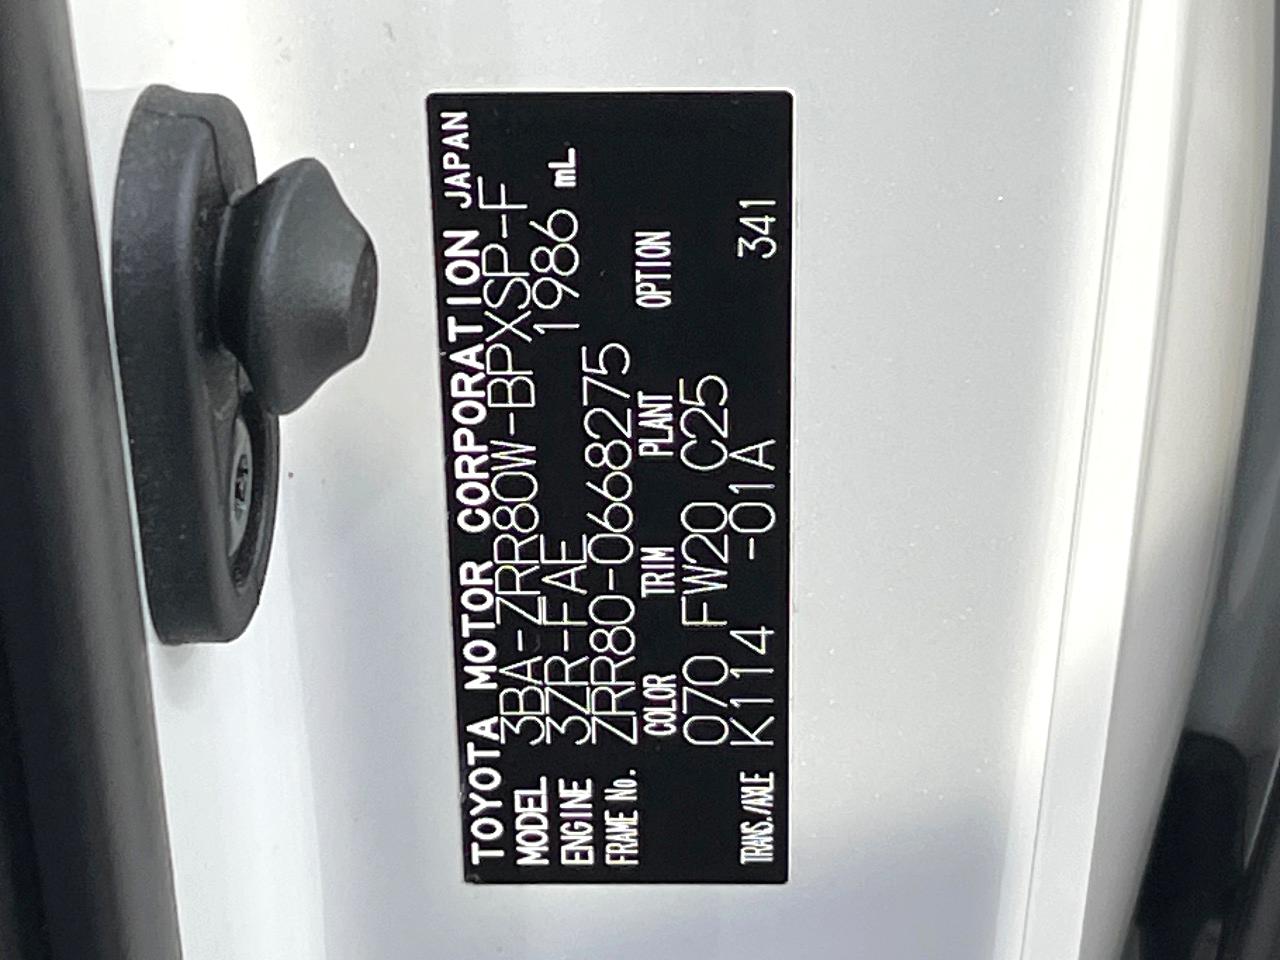 TOYOTA MOTOR CORPORATION JAPAN
MODEL 3BA-ZRR80W-BPXSP-F
ENGINE 3ZR-FAE 1986 mL
FRAME No. ZRR80-0668275
COLOR TRIM PLANT OPTION
070 FW20 C25
TRANS./AXLE K114 -01A 341